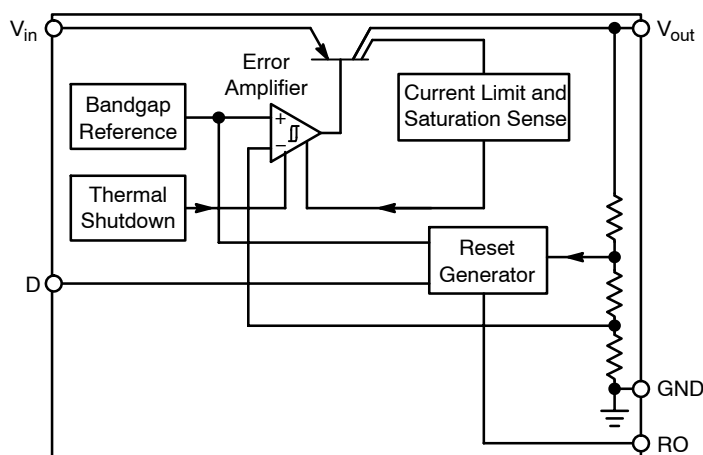 Vin
Vout
Error
Amplifier
Bandgap
Reference
Current Limit and
Saturation Sense
+
−
Thermal
Shutdown
Reset
Generator
D
GND
RO